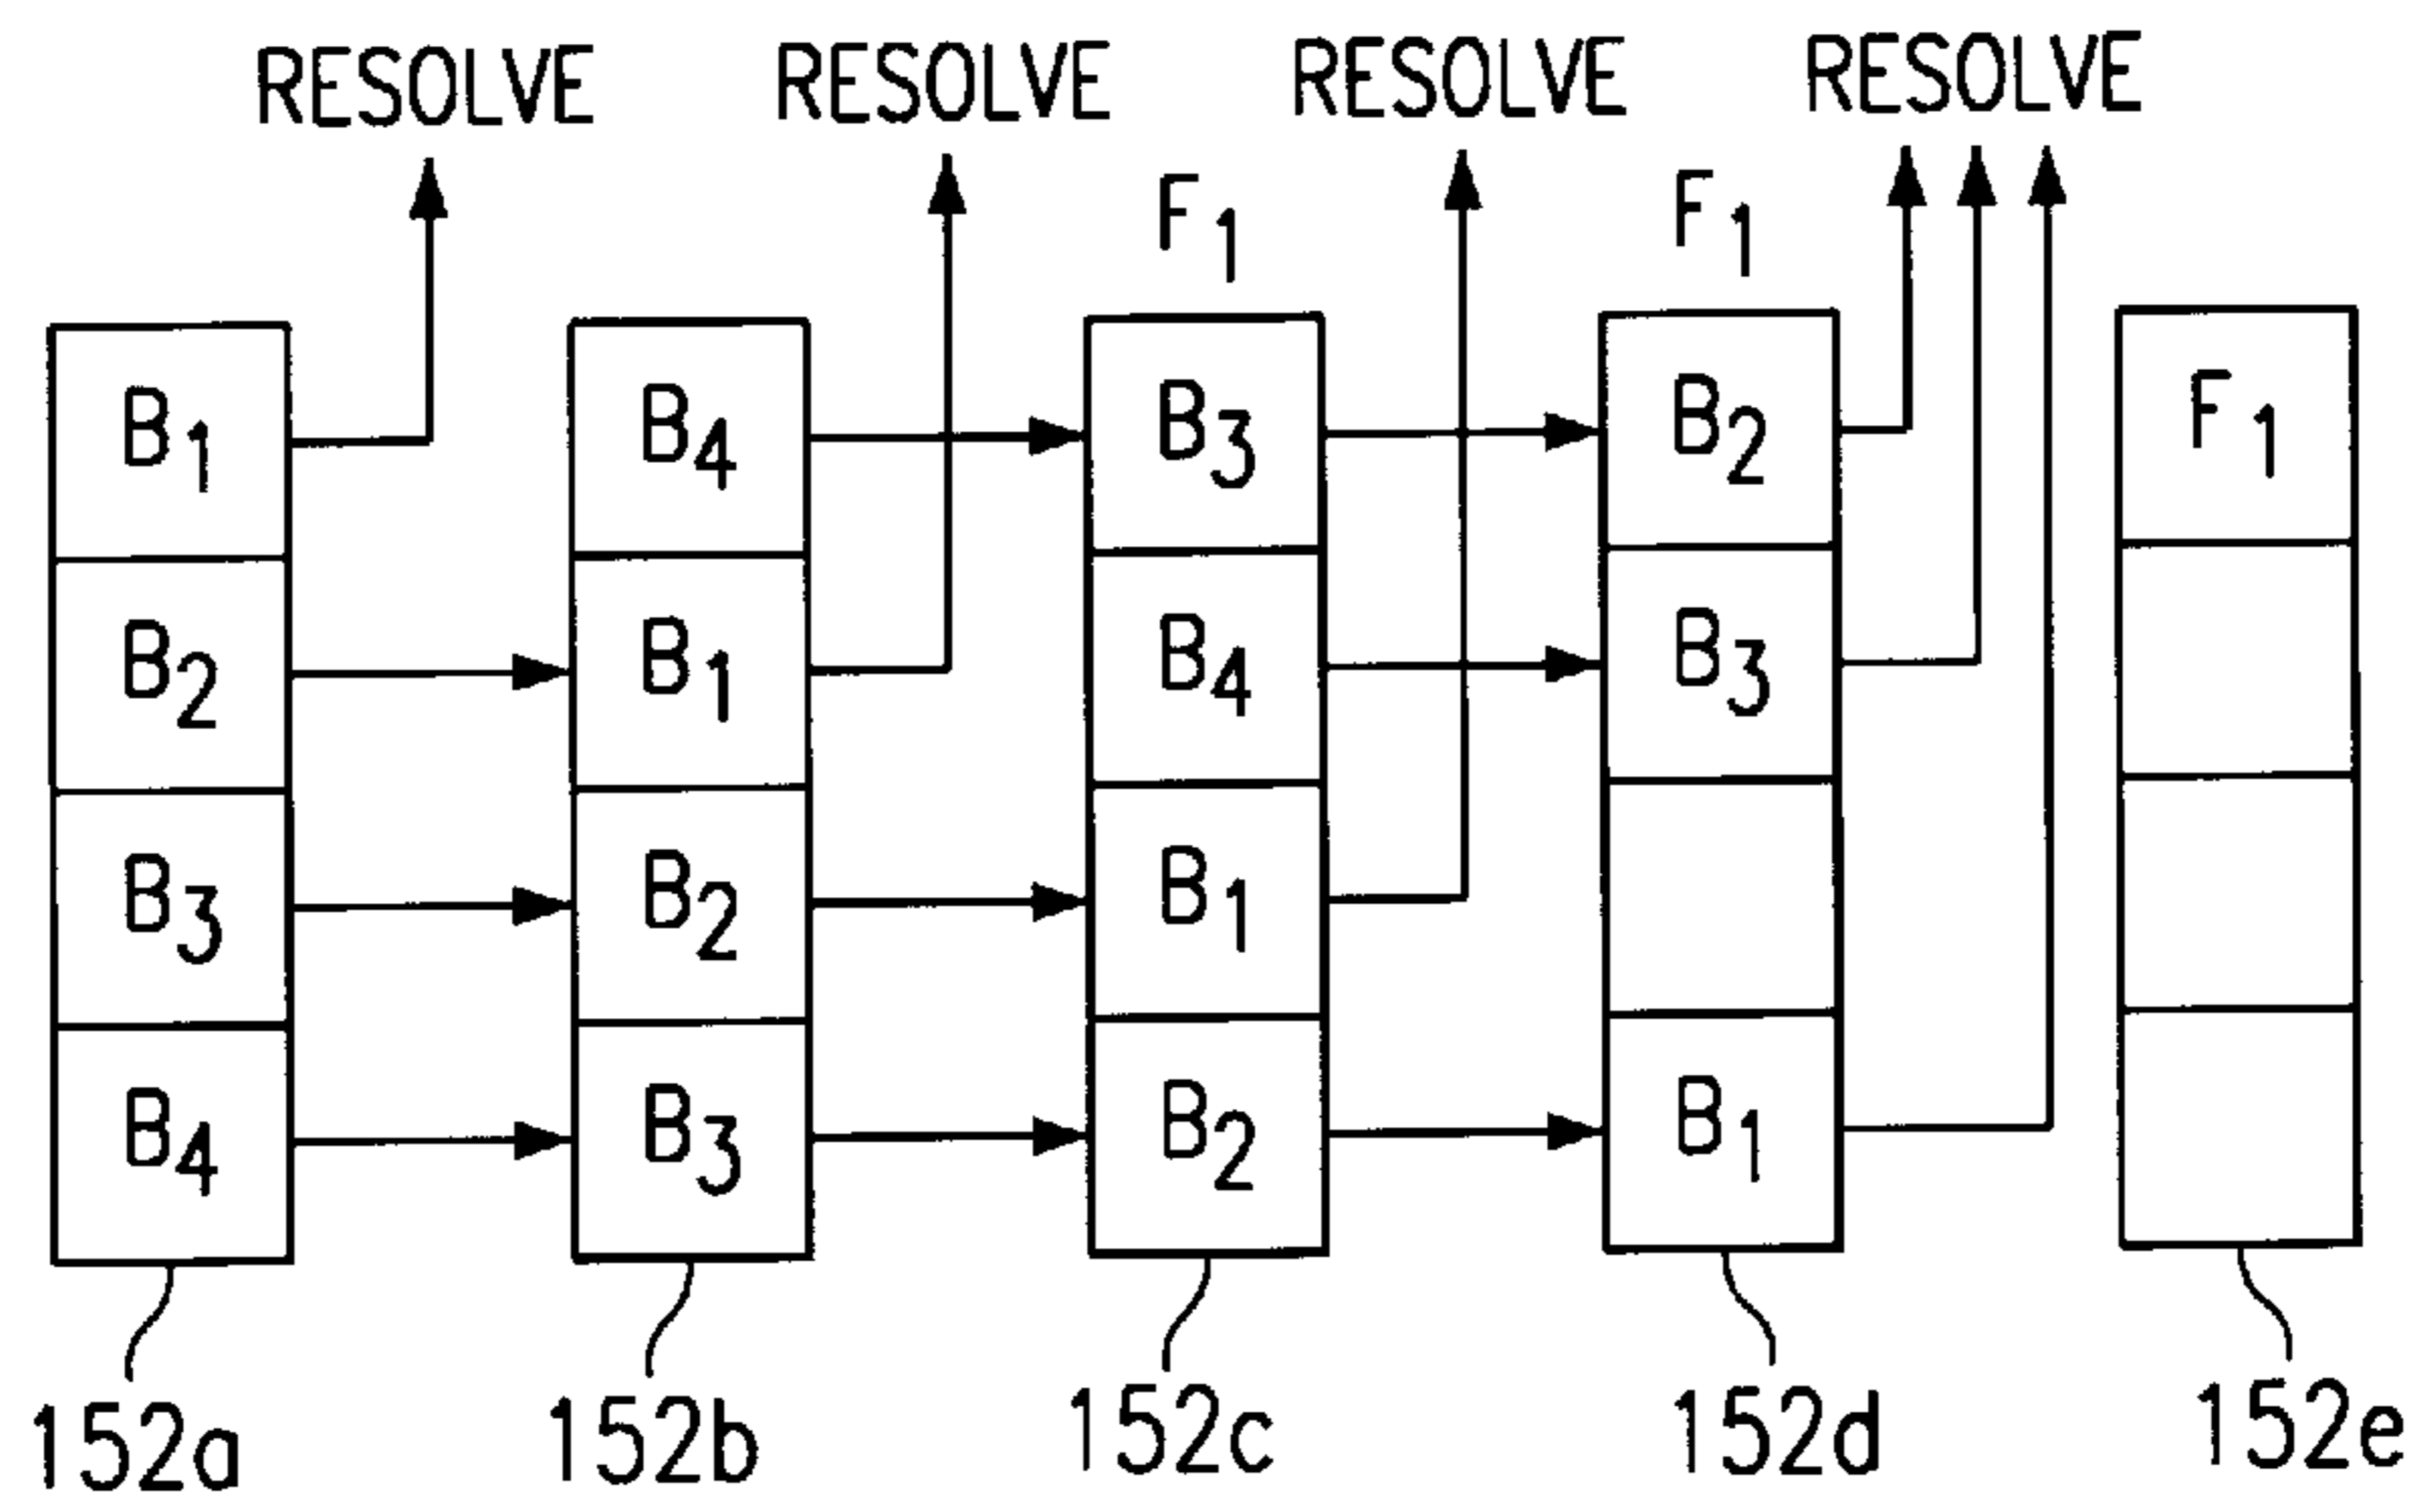 RESOLVE RESOLVE RESOLVE RESOLVE
F1 F1
B1 B4 B3 B2 F1
B2 B1 B4 B3
B3 B2 B1
B4 B3 B2 B1
152a 152b 152c 152d 152e